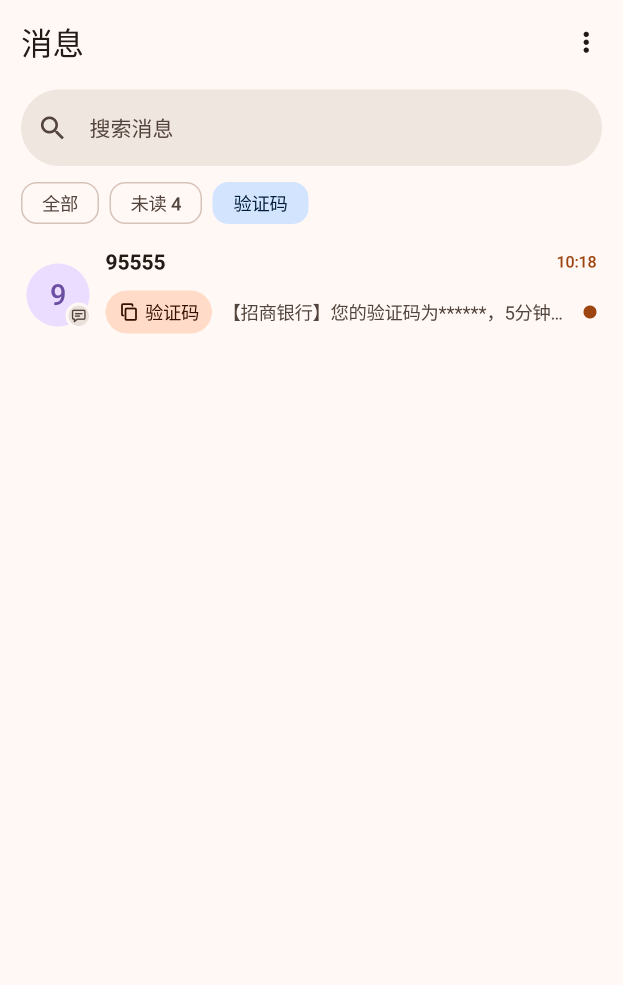 消息
搜索消息
全部 未读 4 验证码
95555 10:18
9
验证码 【招商银行】您的验证码为******，5分钟…